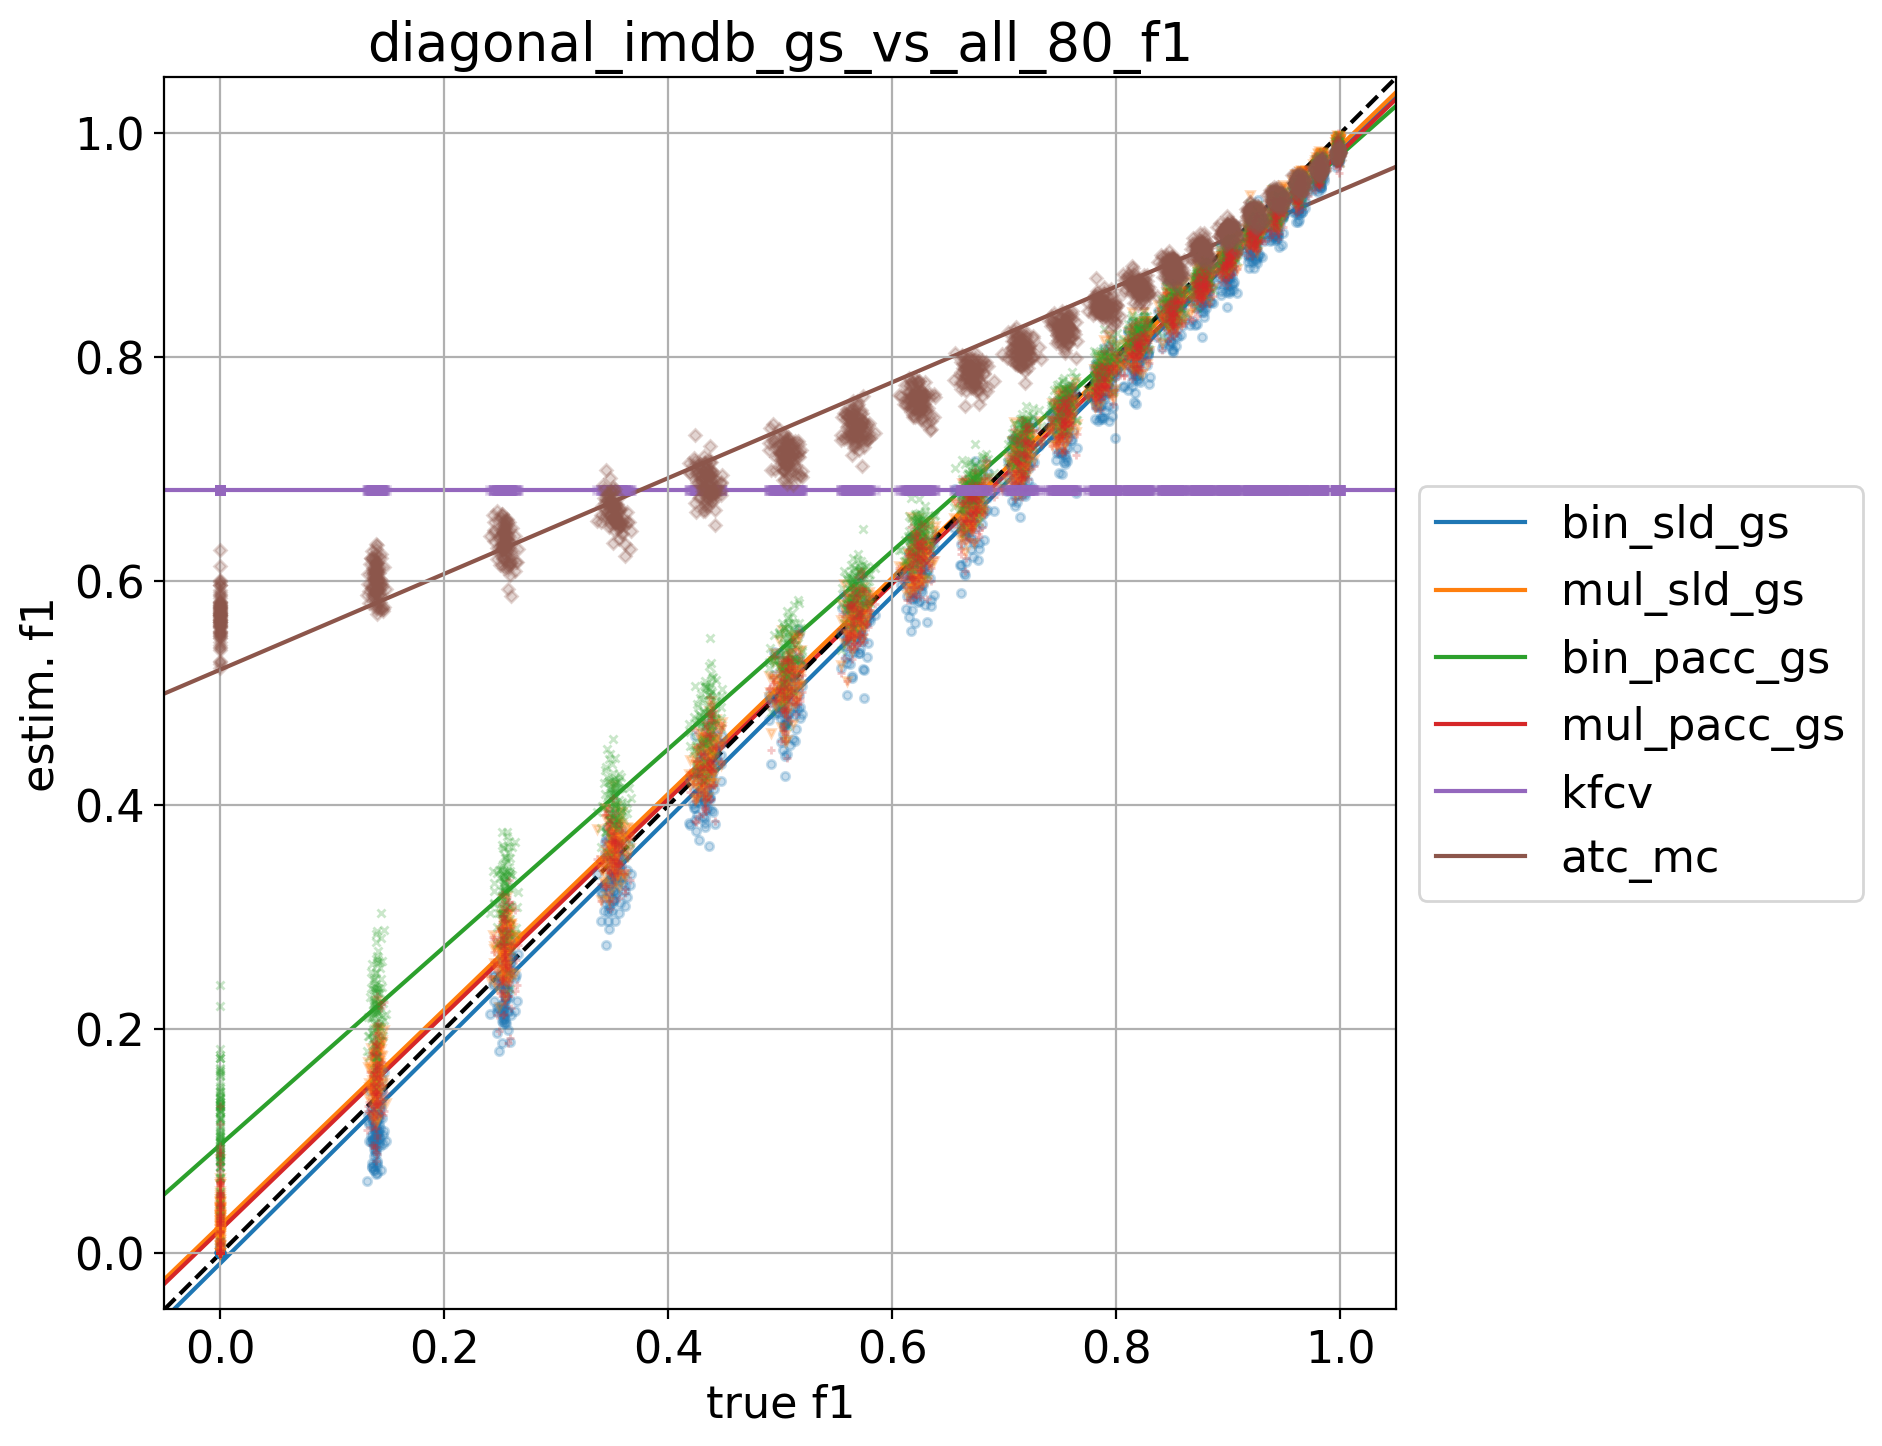 diagonal_imdb_gs_vs_all_80_f1
1.0
0.8
0.6
0.4
0.2
0.0
estim. f1
0.0 0.2 0.4 0.6 0.8 1.0
true f1
bin_sld_gs
mul_sld_gs
bin_pacc_gs
mul_pacc_gs
kfcv
atc_mc